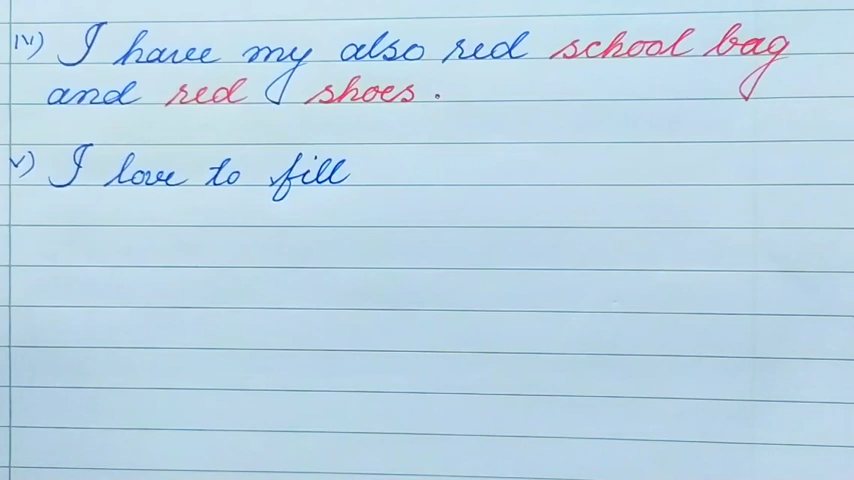 IV) I have my also red school bag
and red shoes.
V) I love to fill